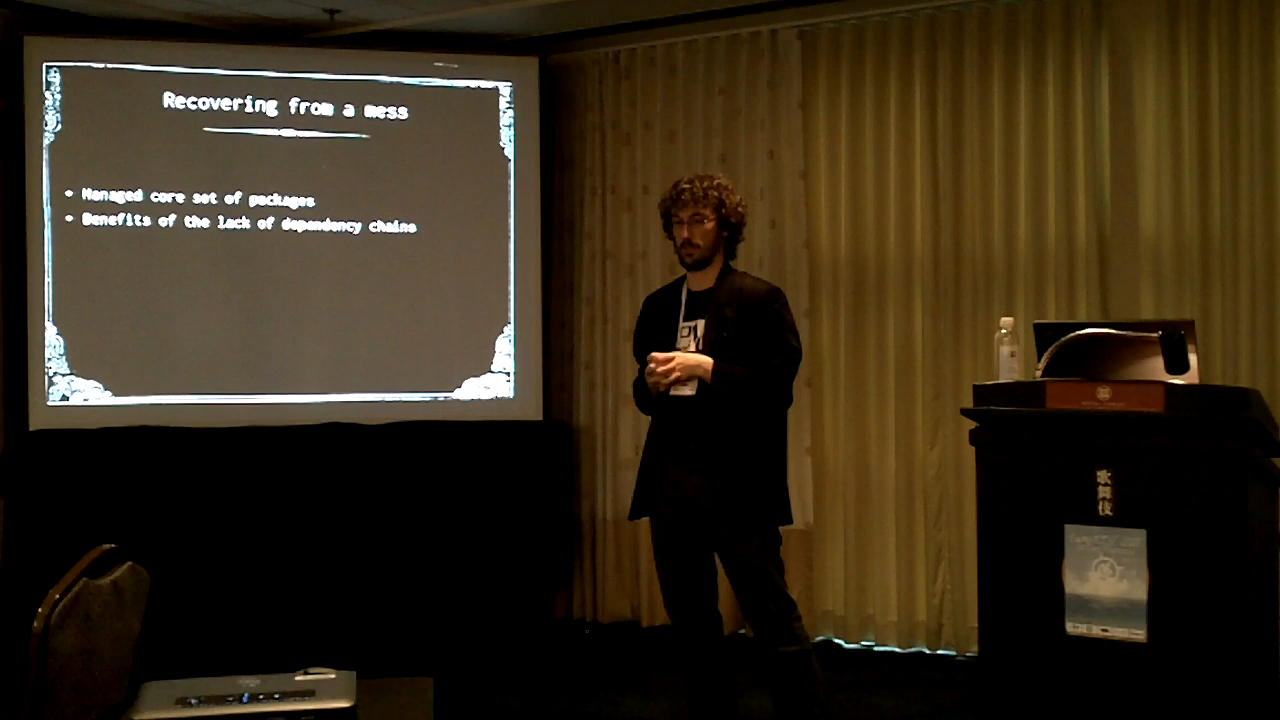 Recovering from a mess
• Managed core set of packages
• Benefits of the lack of dependency chains
歌舞伎